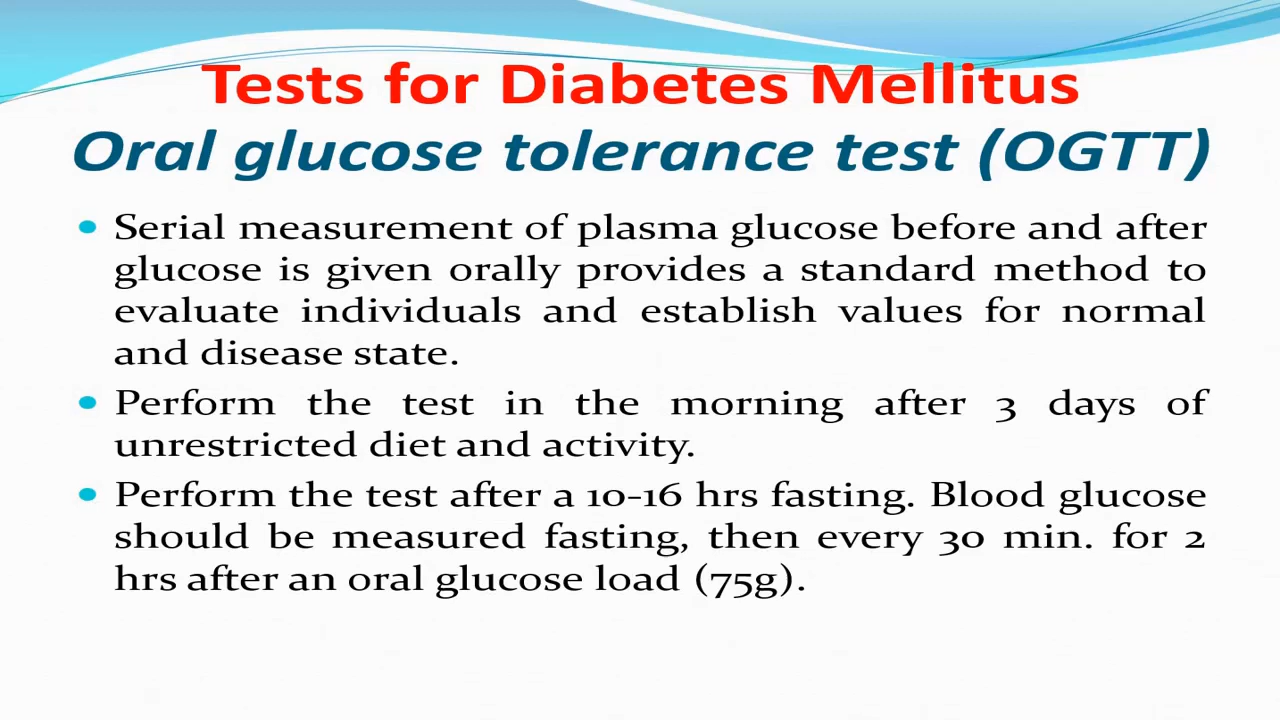 Tests for Diabetes Mellitus
Oral glucose tolerance test (OGTT)
• Serial measurement of plasma glucose before and after
glucose is given orally provides a standard method to
evaluate individuals and establish values for normal
and disease state.
• Perform the test in the morning after 3 days of
unrestricted diet and activity.
• Perform the test after a 10-16 hrs fasting. Blood glucose
should be measured fasting, then every 30 min. for 2
hrs after an oral glucose load (75g).